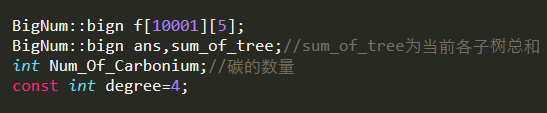 BigNum::bign f[10001][5];
BigNum::bign ans,sum_of_tree;//sum_of_tree为当前各子树总和
int Num_Of_Carbonium;//碳的数量
const int degree=4;